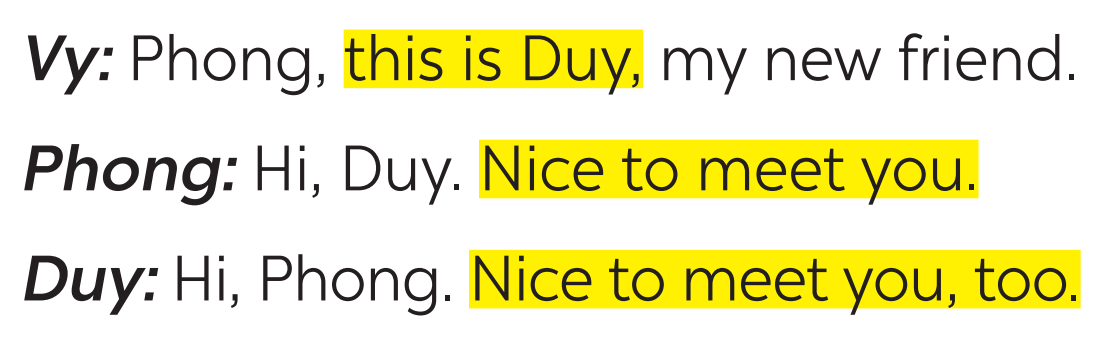 Vy: Phong, this is Duy, my new friend.
Phong: Hi, Duy. Nice to meet you.
Duy: Hi, Phong. Nice to meet you, too.